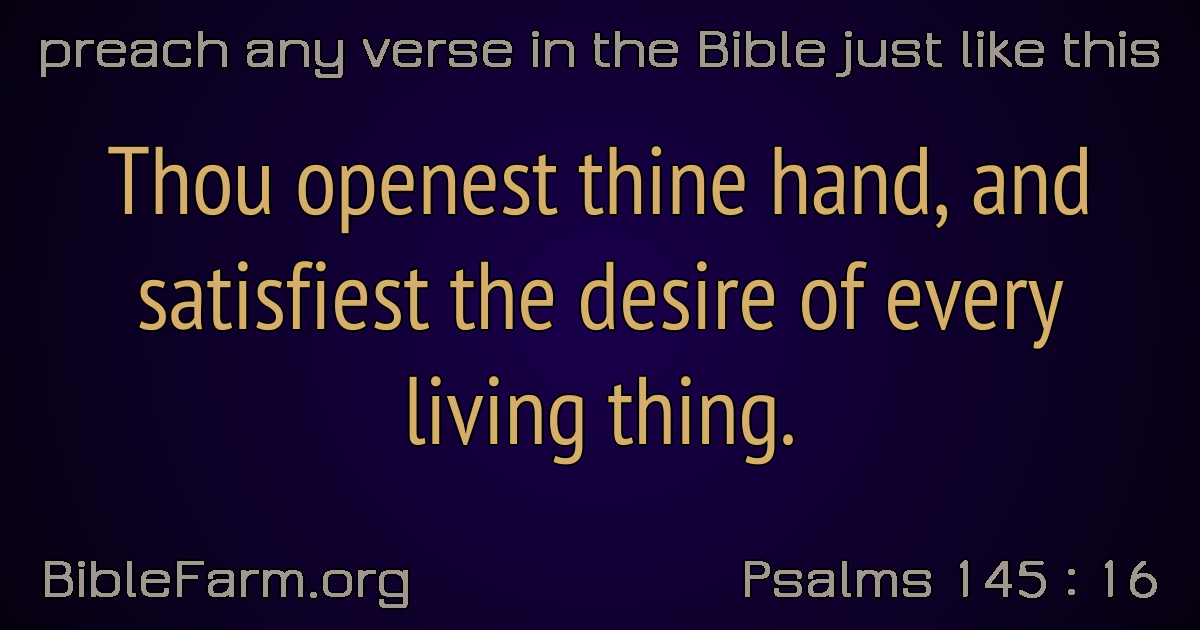 preach any verse in the Bible just like this
Thou openest thine hand, and
satisfiest the desire of every
living thing.
BibleFarm.org
Psalms 145 : 16